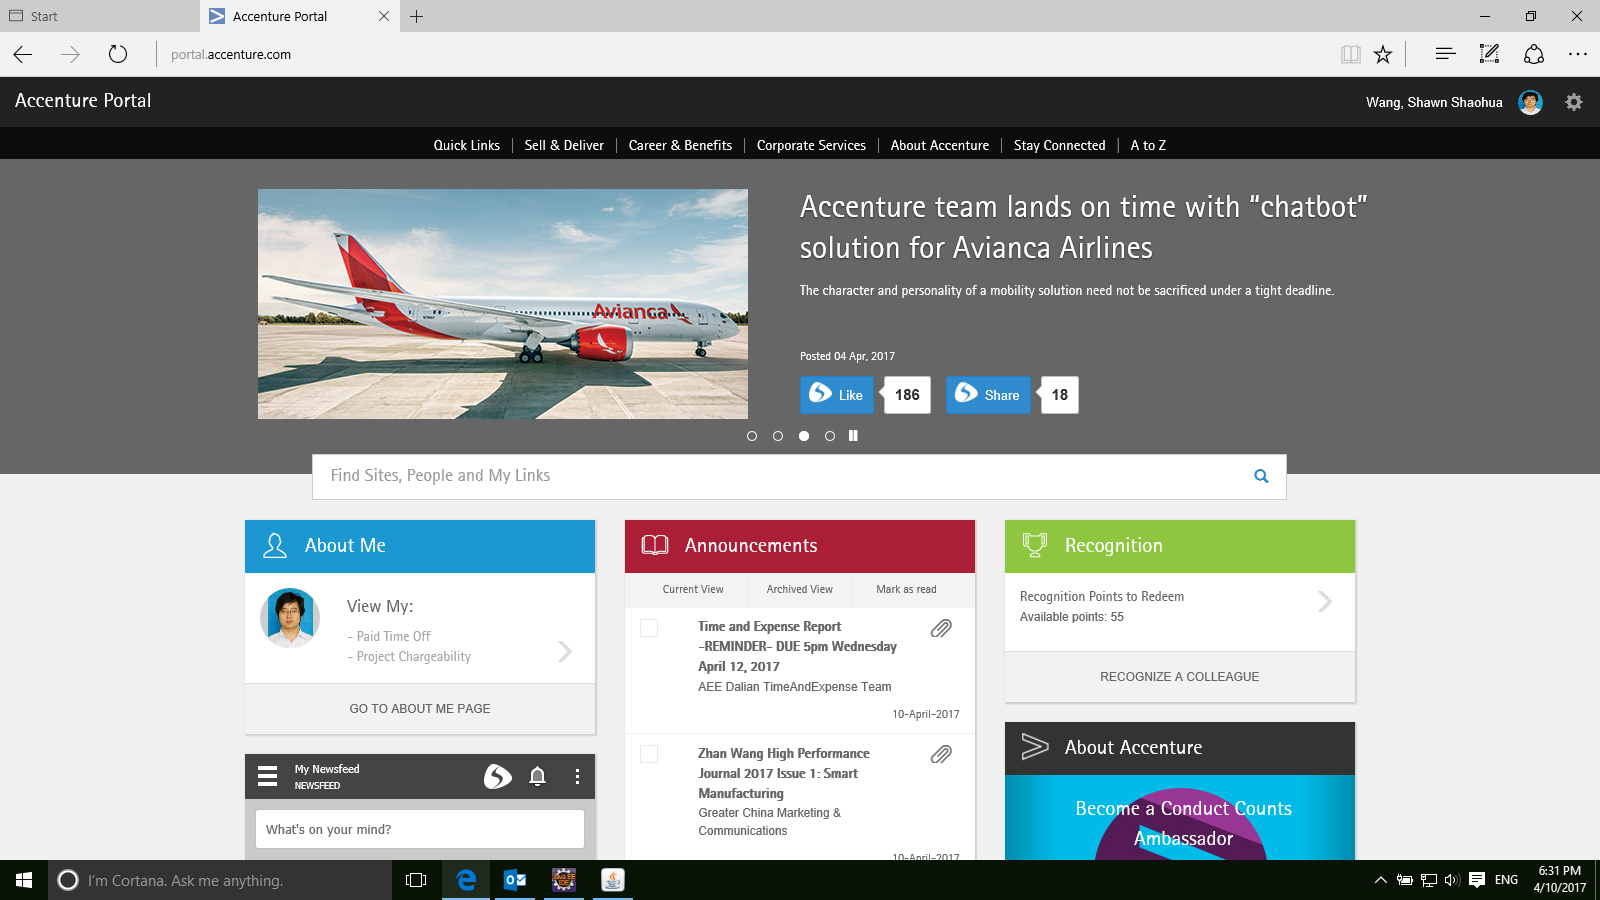 Start
Accenture Portal
portal.accenture.com
Accenture Portal
Wang, Shawn Shaohua
Quick Links
Sell & Deliver
Career & Benefits
Corporate Services
About Accenture
Stay Connected
A to Z
Avianca
Accenture team lands on time with “chatbot”
solution for Avianca Airlines
The character and personality of a mobility solution need not be sacrificed under a tight deadline.
Posted 04 Apr, 2017
Like
186
Share
18
Find Sites, People and My Links
About Me
View My:
- Paid Time Off
- Project Chargeability
GO TO ABOUT ME PAGE
My Newsfeed
NEWSFEED
What's on your mind?
Announcements
Current View
Archived View
Mark as read
Time and Expense Report
-REMINDER- DUE 5pm Wednesday
April 12, 2017
AEE Dalian TimeAndExpense Team
10-April-2017
Zhan Wang High Performance
Journal 2017 Issue 1: Smart
Manufacturing
Greater China Marketing &
Communications
10-April-2017
Recognition
Recognition Points to Redeem
Available points: 55
RECOGNIZE A COLLEAGUE
About Accenture
Become a Conduct Counts
Ambassador
I'm Cortana. Ask me anything.
ENG
6:31 PM
4/10/2017